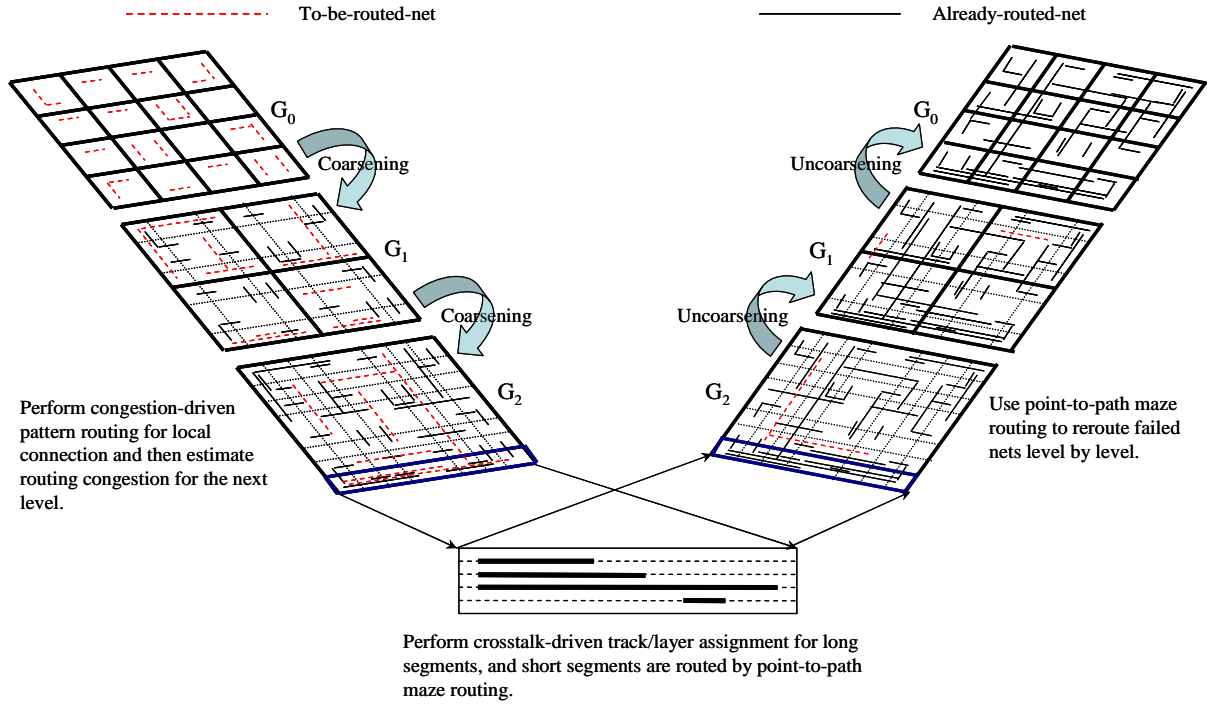 To-be-routed-net
Already-routed-net
G0
Coarsening
G1
Coarsening
G2
Perform congestion-driven
pattern routing for local
connection and then estimate
routing congestion for the next
level.
G0
Uncoarsening
G1
Uncoarsening
G2
Use point-to-path maze
routing to reroute failed
nets level by level.
Perform crosstalk-driven track/layer assignment for long
segments, and short segments are routed by point-to-path
maze routing.